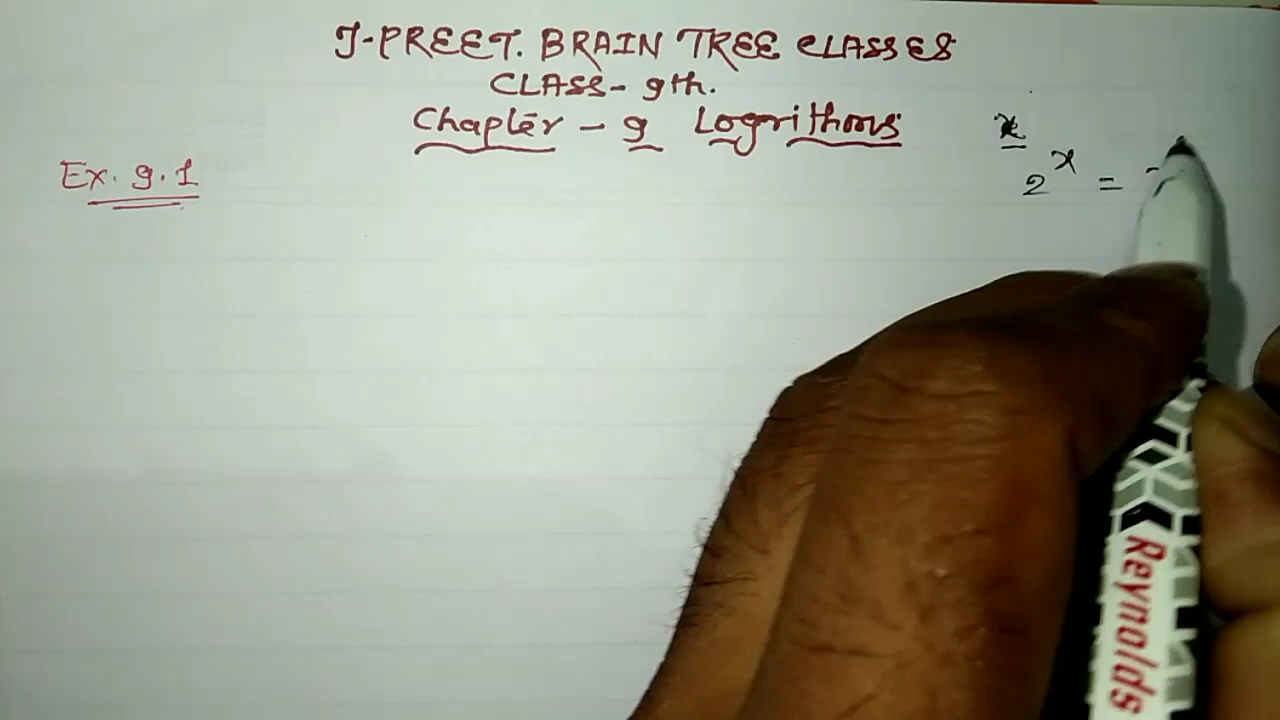 J-PREET. BRAIN TREE CLASSES
CLASS- 9th.
Chapter - 9 Logrithms
Ex. 9.1
x
2^x =
Reynolds